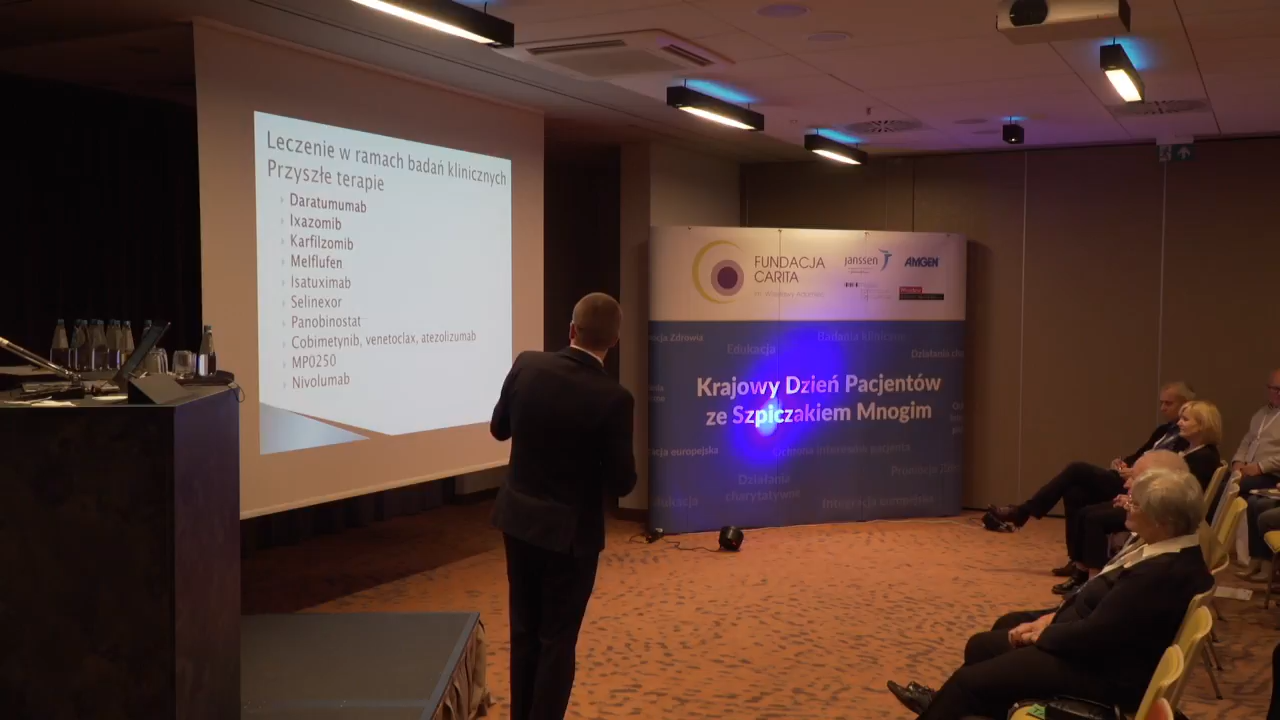 Leczenie w ramach badań klinicznych
Przyszłe terapie
Daratumumab
Ixazomib
Karfilzomib
Melflufen
Isatuximab
Selinexor
Panobinostat
Cobimetynib, venetoclax, atezolizumab
MP0250
Nivolumab
FUNDACJA
CARITA
janssen
AMGEN
Edukacja
Badania kliniczne
Krajowy Dzień Pacjentów
ze Szpiczakiem Mnogim
Ochrona interesów pacjenta
Działania
charytatywne